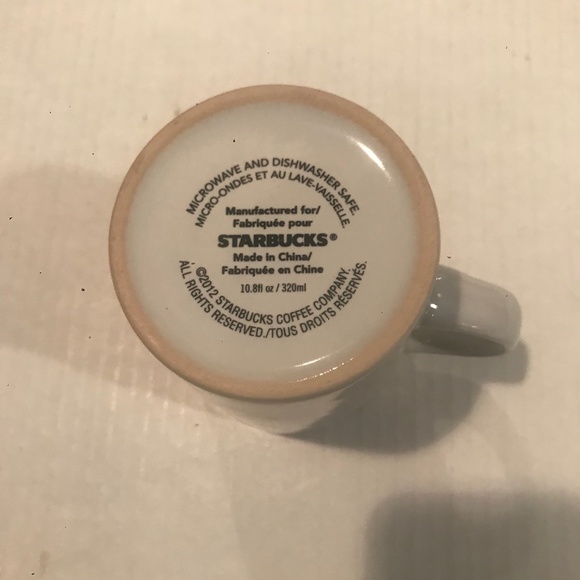 MICROWAVE AND DISHWASHER SAFE.
MICRO-ONDES ET AU LAVE-VAISSELLE.
Manufactured for/
Fabriquée pour
STARBUCKS®
Made in China/
Fabriquée en Chine
10.8fl oz / 320ml
©2012 STARBUCKS COFFEE COMPANY.
ALL RIGHTS RESERVED./TOUS DROITS RÉSERVÉS.